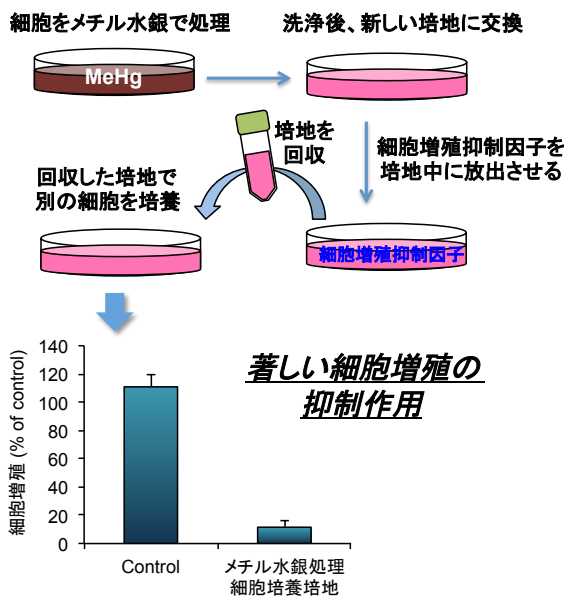 細胞をメチル水銀で処理
MeHg
洗浄後、新しい培地に交換
細胞増殖抑制因子を
培地中に放出させる
細胞増殖抑制因子
培地を
回収
回収した培地で
別の細胞を培養
著しい細胞増殖の
抑制作用
細胞増殖 (% of control)
140
120
100
80
60
40
20
0
Control
メチル水銀処理
細胞培養培地